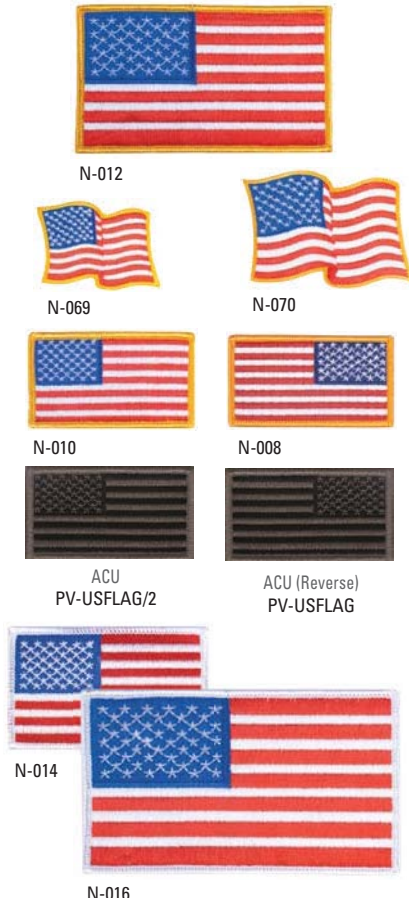 N-012
N-069
N-070
N-010
N-008
ACU
PV-USFLAG/2
ACU (Reverse)
PV-USFLAG
N-014
N-016